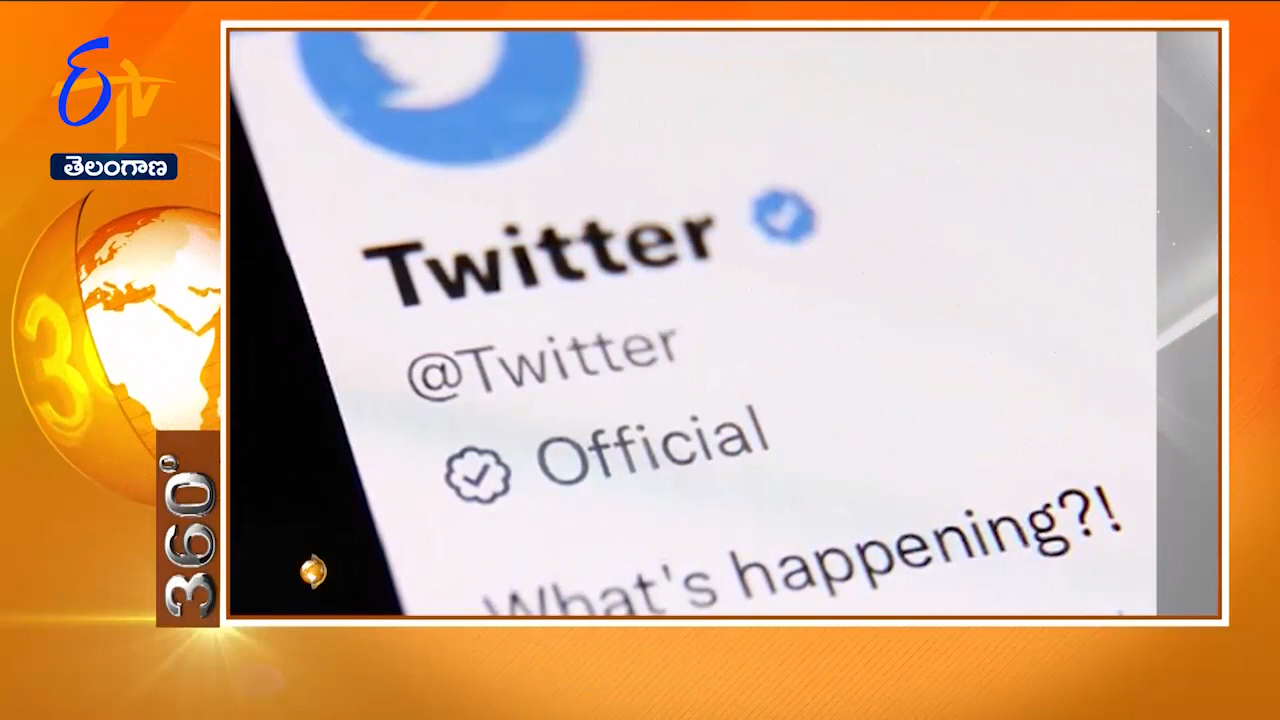 ETV
తెలంగాణ
360°
Twitter
@Twitter
Official
What's happening?!